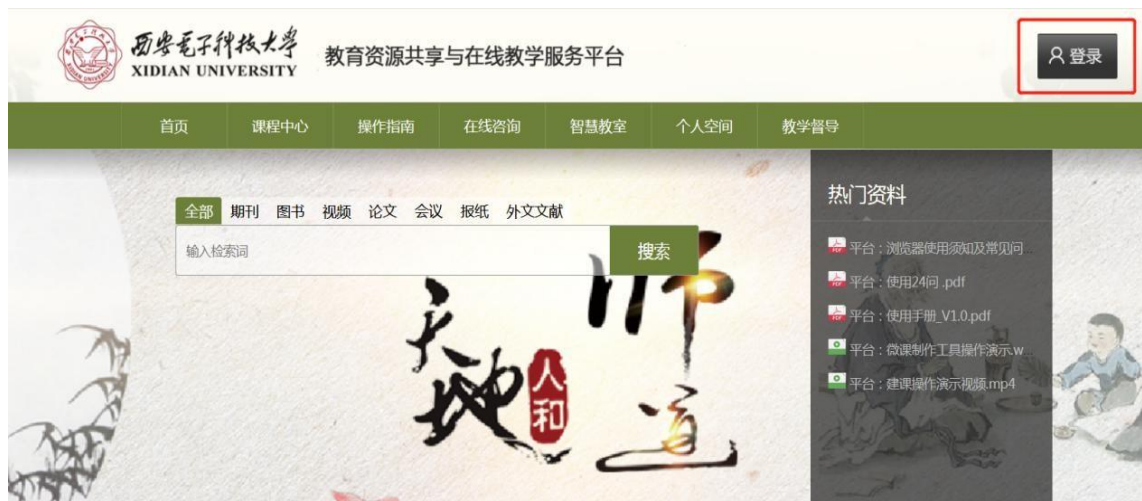 西安电子科技大学
XIDIAN UNIVERSITY
教育资源共享与在线教学服务平台
登录
首页 课程中心 操作指南 在线咨询 智慧教室 个人空间 教学督导
全部 期刊 图书 视频 论文 会议 报纸 外文文献
输入检索词 搜索
热门资料
平台：浏览器使用须知及常见问...
平台：使用24问 .pdf
平台：使用手册_V1.0.pdf
平台：微课制作工具操作演示.w
平台：建课操作演示视频.mp4
天地
人和
师道